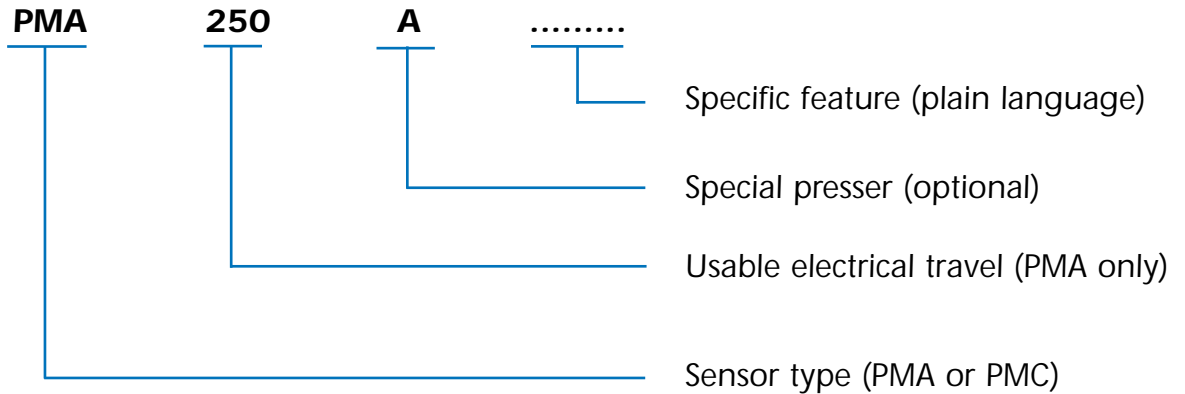 PMA 250 A .........
Specific feature (plain language)
Special presser (optional)
Usable electrical travel (PMA only)
Sensor type (PMA or PMC)